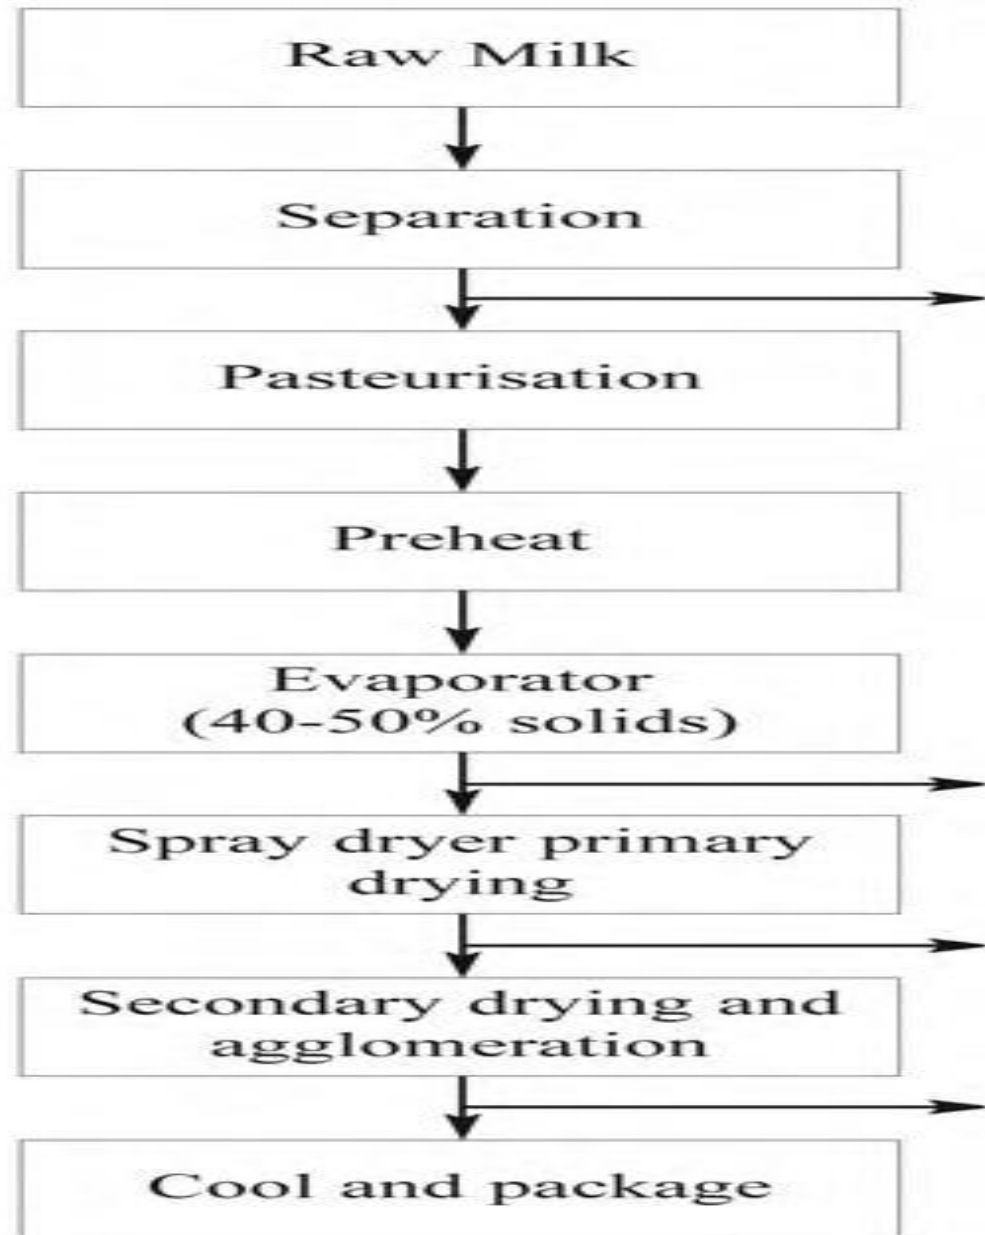 Raw Milk
Separation
Pasteurisation
Preheat
Evaporator
(40-50% solids)
Spray dryer primary
drying
Secondary drying and
agglomeration
Cool and package